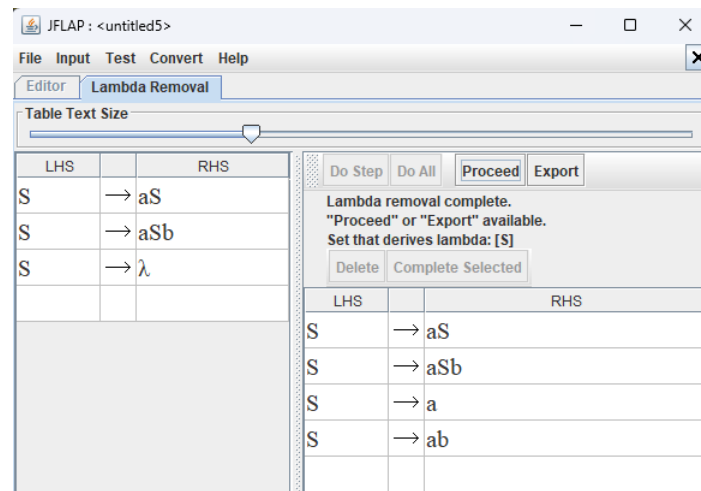 JFLAP : <untitled5>
File Input Test Convert Help
Editor Lambda Removal
Table Text Size
LHS RHS
S → aS
S → aSb
S → λ
Do Step Do All Proceed Export
Lambda removal complete.
"Proceed" or "Export" available.
Set that derives lambda: [S]
Delete Complete Selected
LHS RHS
S → aS
S → aSb
S → a
S → ab